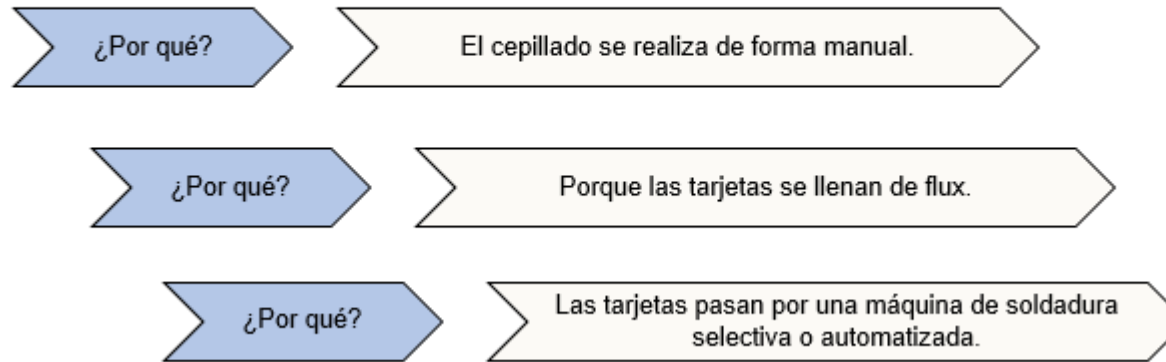 ¿Por qué?
El cepillado se realiza de forma manual.
¿Por qué?
Porque las tarjetas se llenan de flux.
¿Por qué?
Las tarjetas pasan por una máquina de soldadura
selectiva o automatizada.